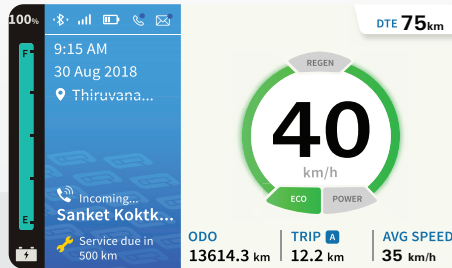 100%
F
E
9:15 AM
30 Aug 2018
Thiruvana...
Incoming...
Sanket Koktk...
Service due in
500 km
DTE 75km
REGEN
40
km/h
ECO
POWER
ODO
13614.3 km
TRIP A
12.2 km
AVG SPEED
35 km/h